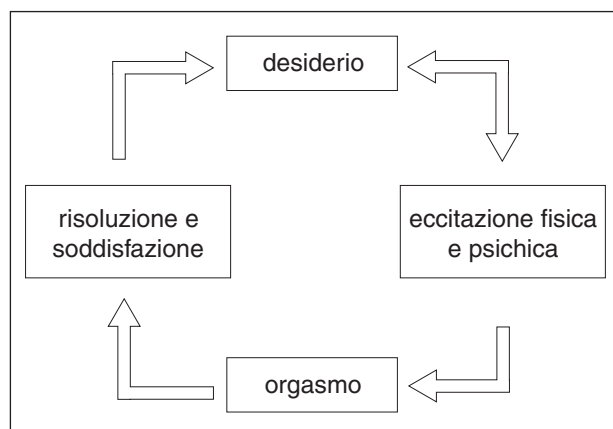 desiderio
risoluzione e
soddisfazione
eccitazione fisica
e psichica
orgasmo